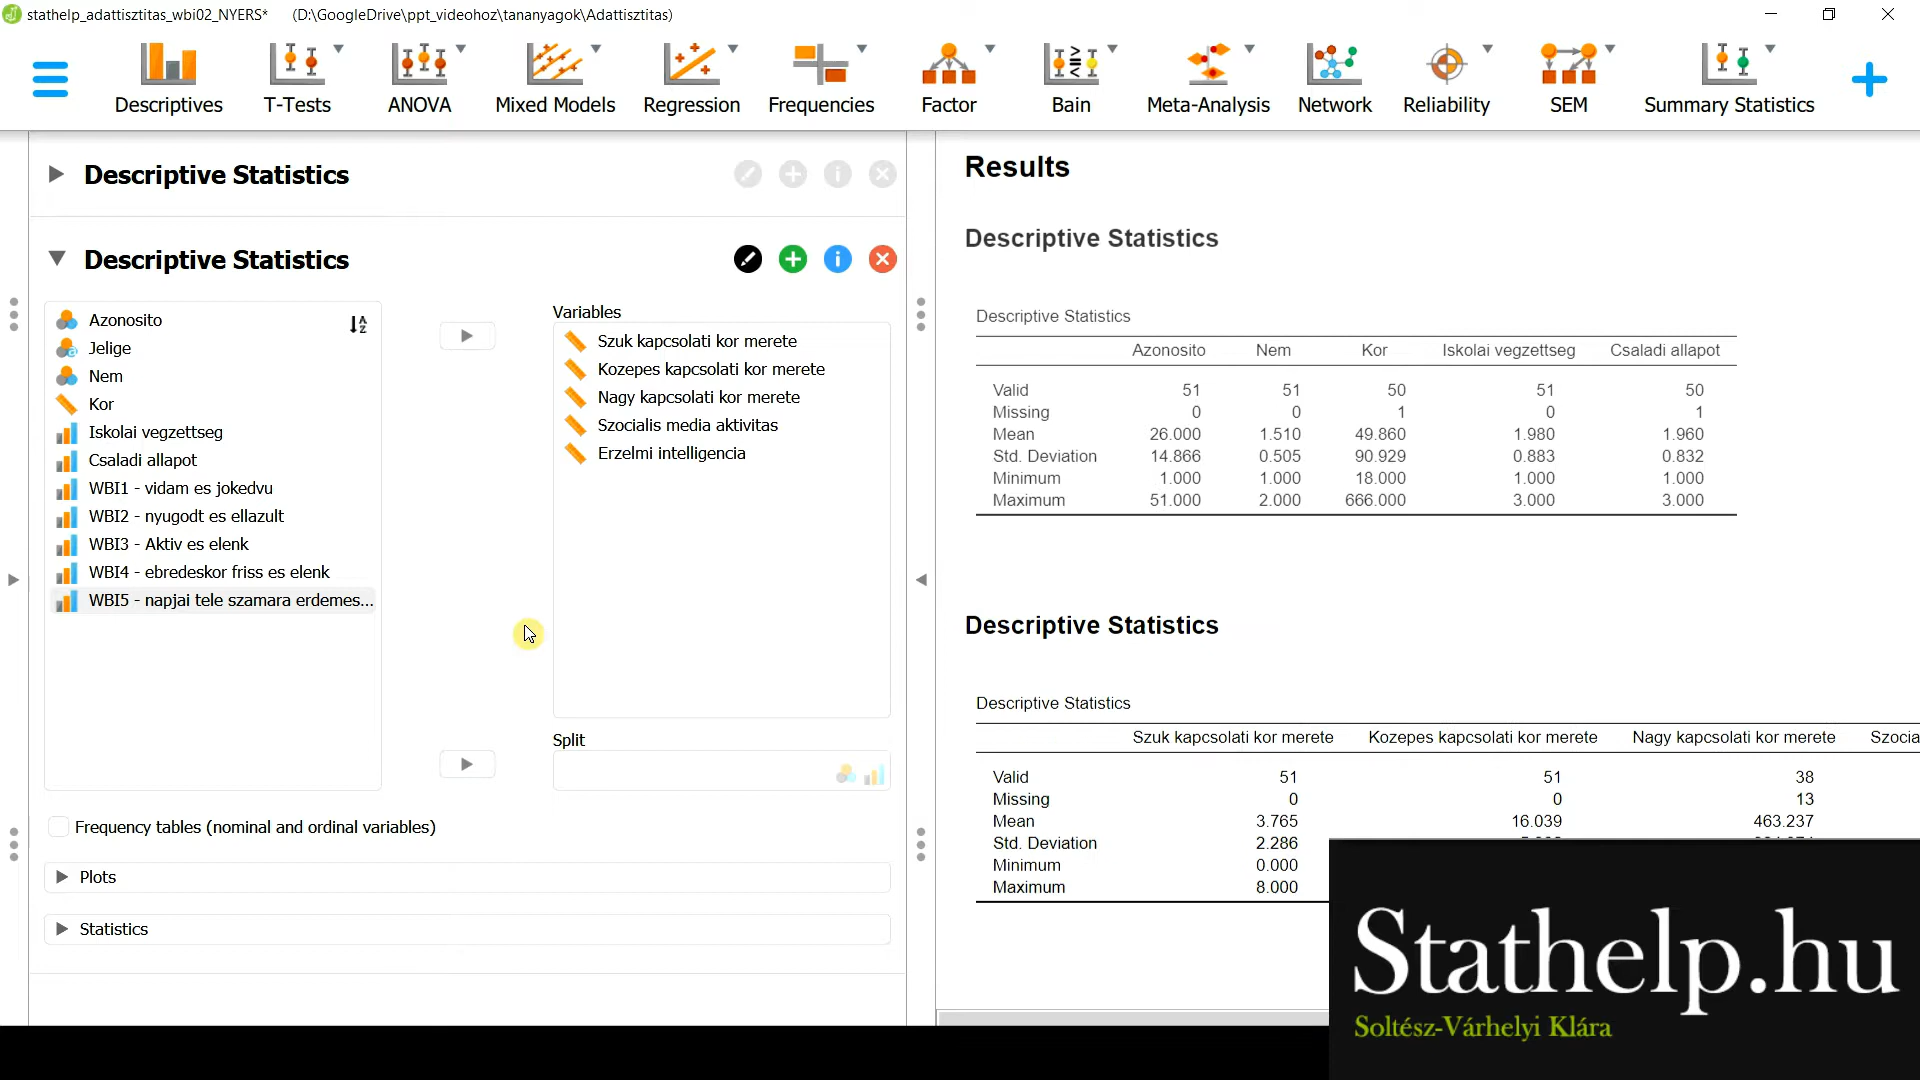 stathelp_adattisztitas_wbi02_NYERS* (D:\GoogleDrive\ppt_videohoz\tananyagok\Adattisztitas)
Descriptives T-Tests ANOVA Mixed Models Regression Frequencies Factor Bain Meta-Analysis Network Reliability SEM Summary Statistics
Descriptive Statistics
Descriptive Statistics
Azonosito
Jelige
Nem
Kor
Iskolai vegzettseg
Csaladi allapot
WBI1 - vidam es jokedvu
WBI2 - nyugodt es ellazult
WBI3 - Aktiv es elenk
WBI4 - ebredeskor friss es elenk
WBI5 - napjai tele szamara erdemes...
Variables
Szuk kapcsolati kor merete
Kozepes kapcsolati kor merete
Nagy kapcsolati kor merete
Szocialis media aktivitas
Erzelmi intelligencia
Split
Frequency tables (nominal and ordinal variables)
Plots
Statistics
Results
Descriptive Statistics
Descriptive Statistics
Azonosito Nem Kor Iskolai vegzettseg Csaladi allapot
Valid 51 51 50 51 50
Missing 0 0 1 0 1
Mean 26.000 1.510 49.860 1.980 1.960
Std. Deviation 14.866 0.505 90.929 0.883 0.832
Minimum 1.000 1.000 18.000 1.000 1.000
Maximum 51.000 2.000 666.000 3.000 3.000
Descriptive Statistics
Descriptive Statistics
Szuk kapcsolati kor merete Kozepes kapcsolati kor merete Nagy kapcsolati kor merete Szocia
Valid 51 51 38
Missing 0 0 13
Mean 3.765 16.039 463.237
Std. Deviation 2.286
Minimum 0.000
Maximum 8.000
Stathelp.hu
Soltész-Várhelyi Klára